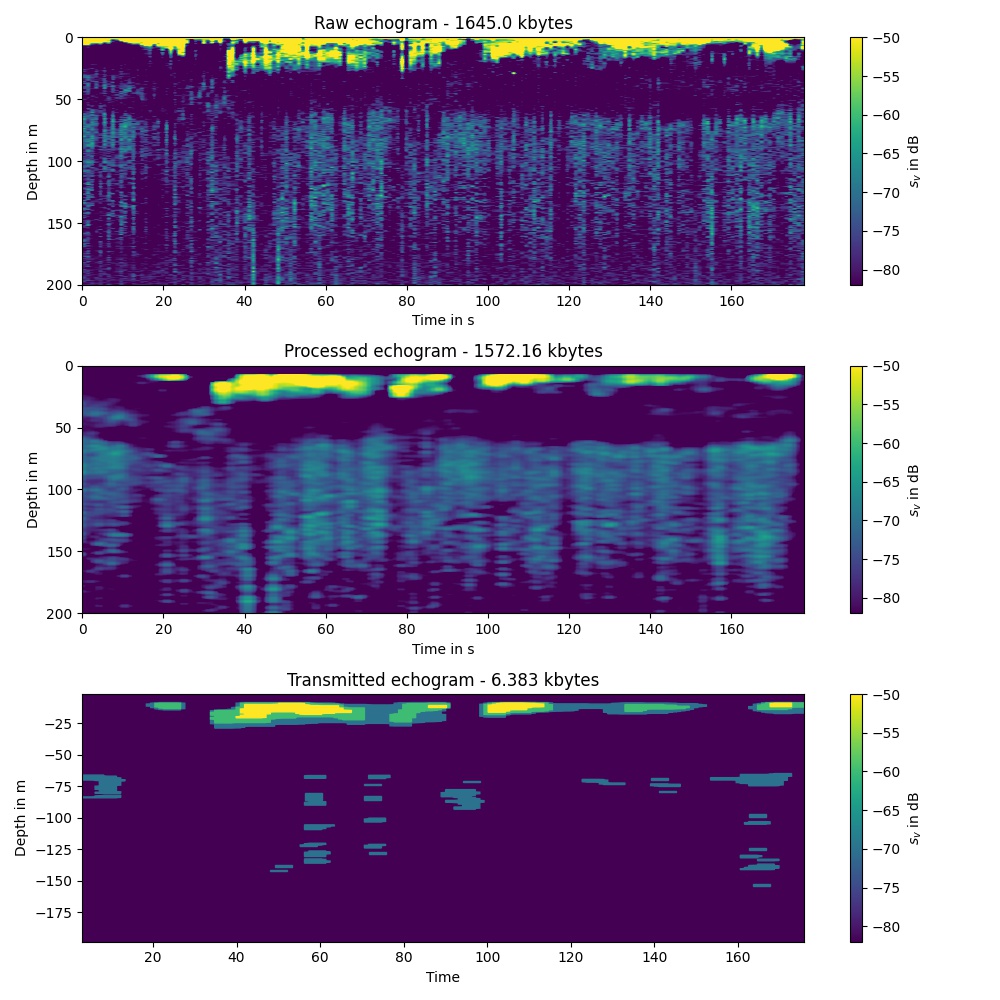 Raw echogram - 1645.0 kbytes
0
50
100
150
200
Depth in m
0 20 40 60 80 100 120 140 160
Time in s
−50
−55
−60
−65
−70
−75
−80
sv in dB
Processed echogram - 1572.16 kbytes
0
50
100
150
200
Depth in m
0 20 40 60 80 100 120 140 160
Time in s
−50
−55
−60
−65
−70
−75
−80
sv in dB
Transmitted echogram - 6.383 kbytes
−25
−50
−75
−100
−125
−150
−175
Depth in m
20 40 60 80 100 120 140 160
Time
−50
−55
−60
−65
−70
−75
−80
sv in dB